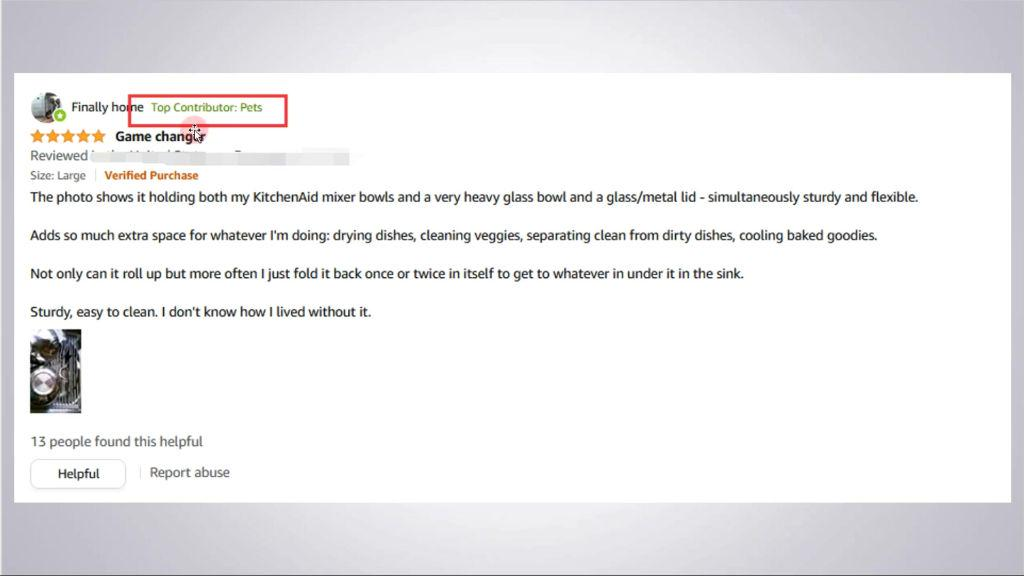 Finally home Top Contributor: Pets
Game changer
Reviewed
Size: Large Verified Purchase
The photo shows it holding both my KitchenAid mixer bowls and a very heavy glass bowl and a glass/metal lid - simultaneously sturdy and flexible.
Adds so much extra space for whatever I'm doing: drying dishes, cleaning veggies, separating clean from dirty dishes, cooling baked goodies.
Not only can it roll up but more often I just fold it back once or twice in itself to get to whatever in under it in the sink.
Sturdy, easy to clean. I don't know how I lived without it.
13 people found this helpful
Helpful Report abuse